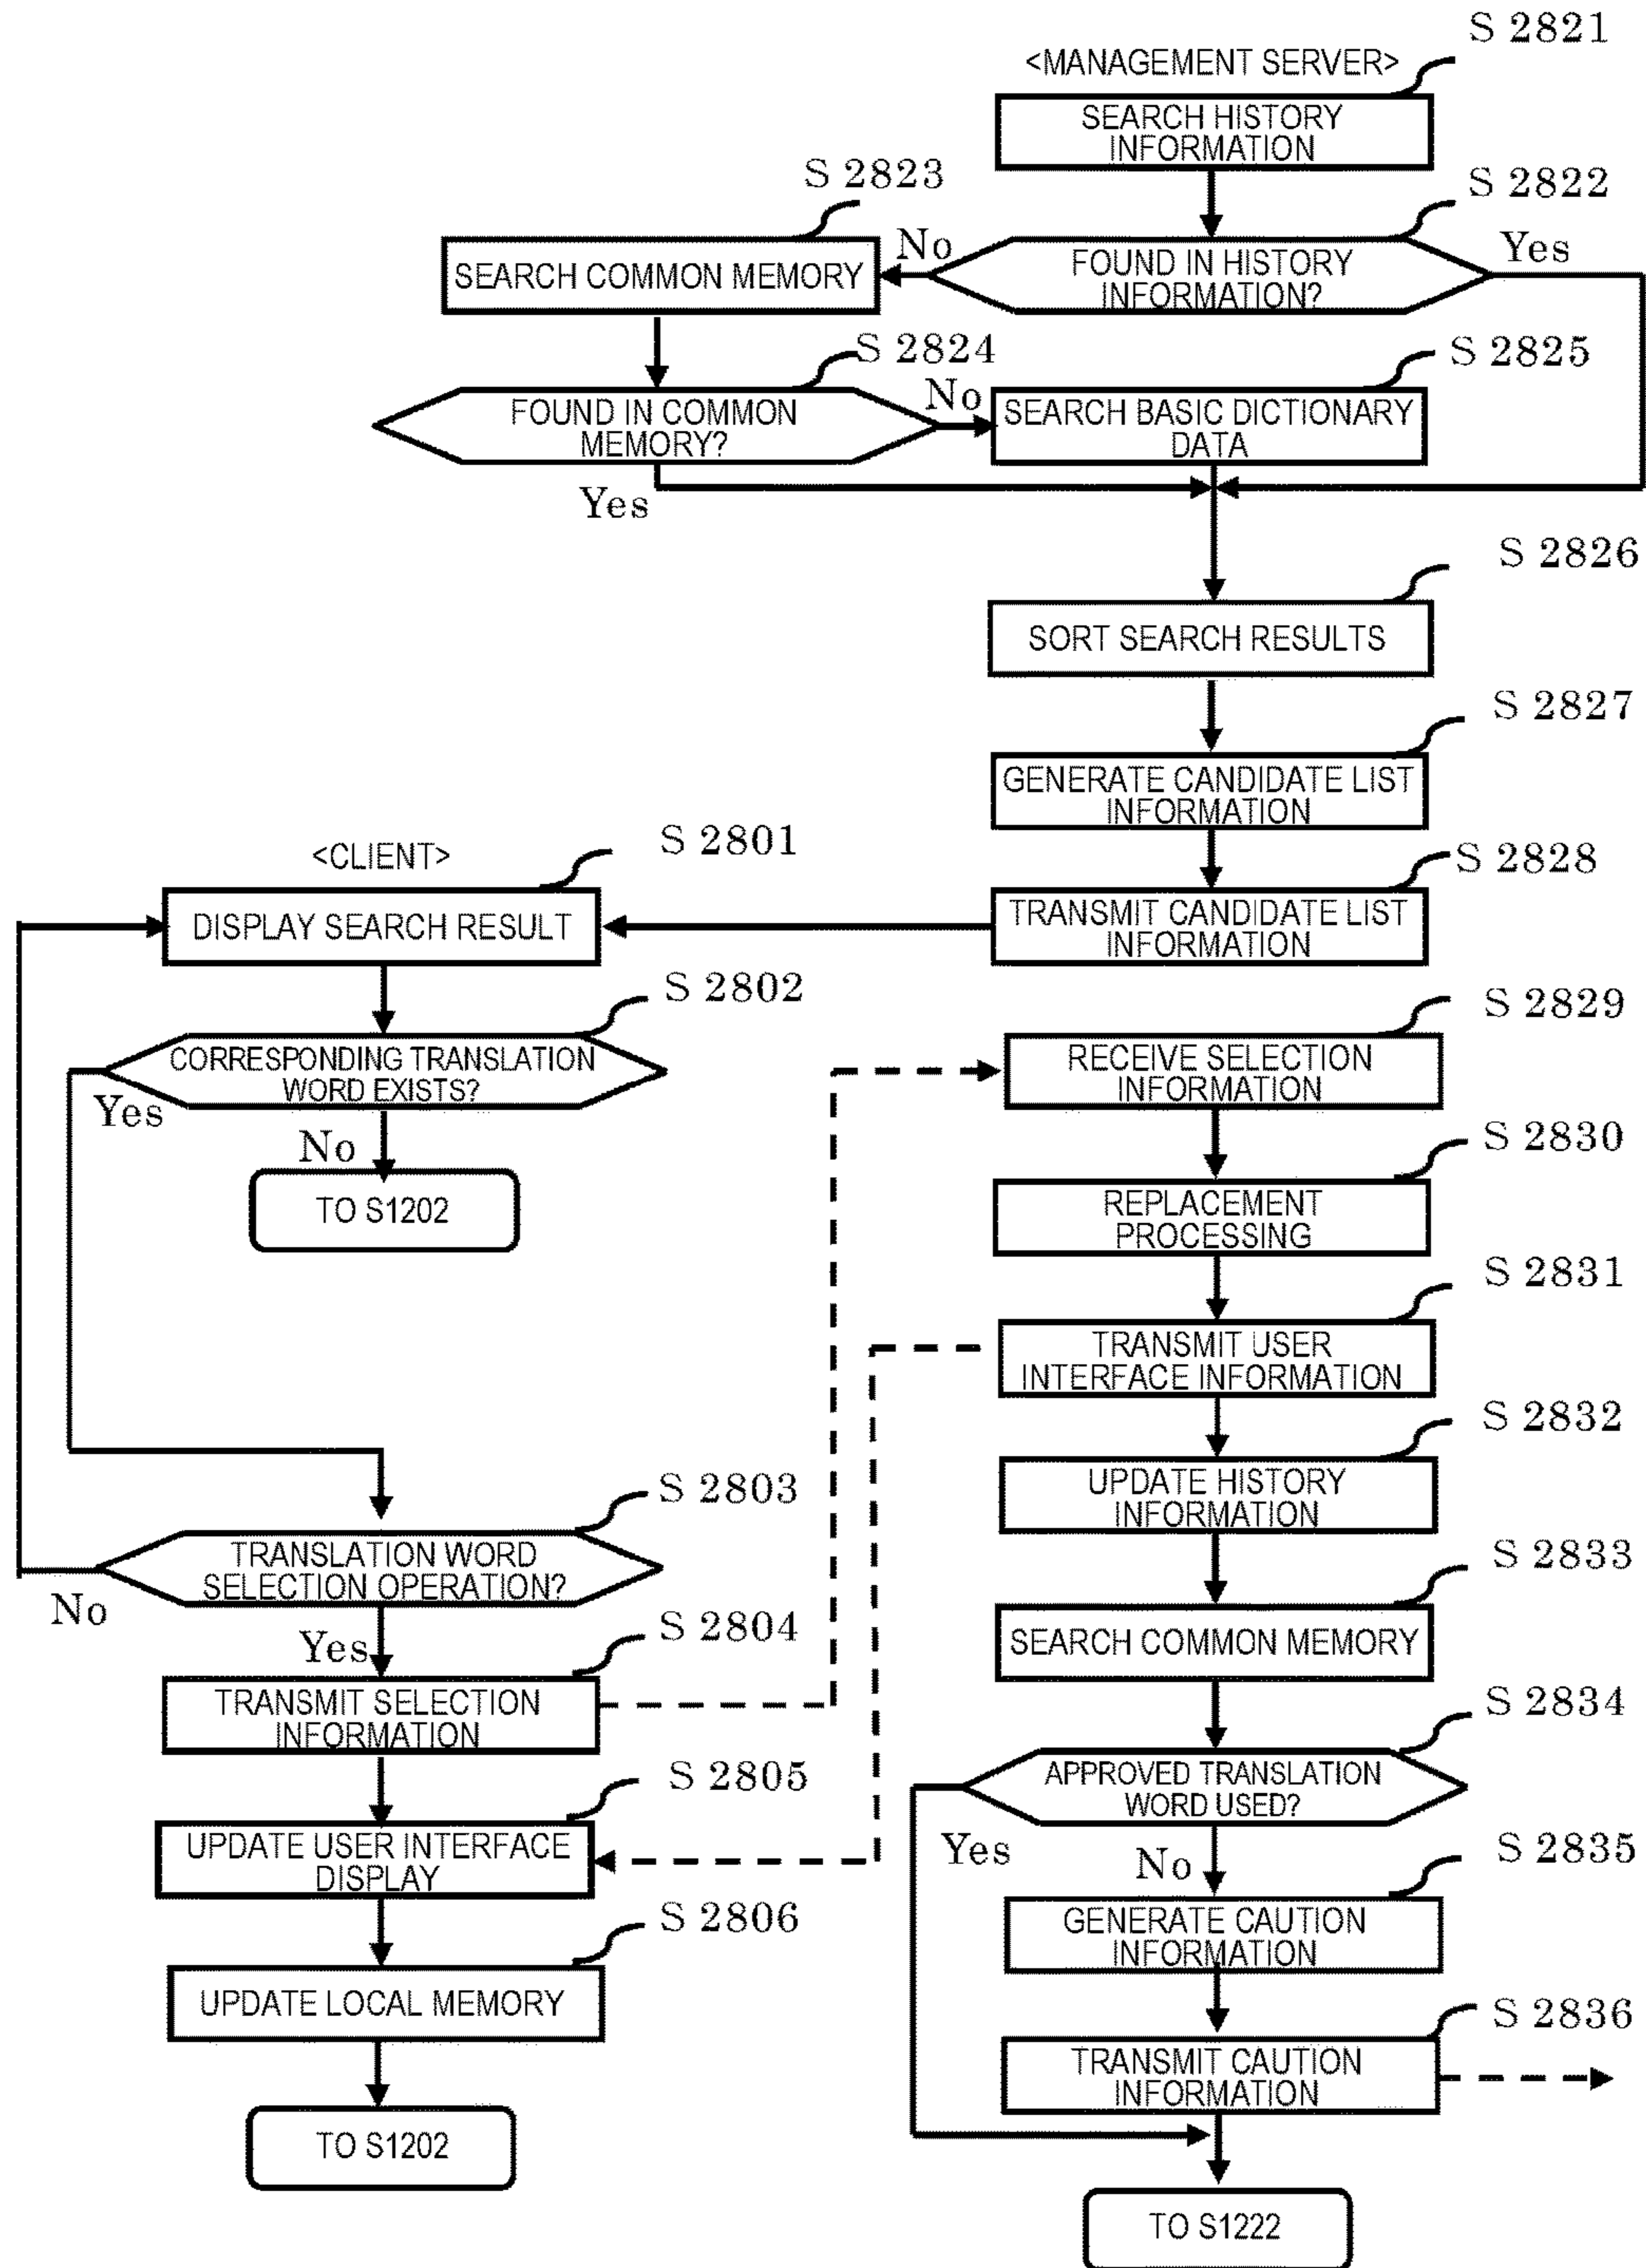 S 2821
<MANAGEMENT SERVER>
SEARCH HISTORY
INFORMATION
S 2823
S 2822
SEARCH COMMON MEMORY
No
FOUND IN HISTORY
INFORMATION?
Yes
S 2824
S 2825
FOUND IN COMMON
MEMORY?
No
SEARCH BASIC DICTIONARY
DATA
Yes
S 2826
SORT SEARCH RESULTS
S 2827
GENERATE CANDIDATE LIST
INFORMATION
<CLIENT>
S 2801
S 2828
DISPLAY SEARCH RESULT
TRANSMIT CANDIDATE LIST
INFORMATION
S 2802
S 2829
CORRESPONDING TRANSLATION
WORD EXISTS?
RECEIVE SELECTION
INFORMATION
Yes
No
S 2830
TO S1202
REPLACEMENT
PROCESSING
S 2831
TRANSMIT USER
INTERFACE INFORMATION
S 2832
UPDATE HISTORY
INFORMATION
S 2803
TRANSLATION WORD
SELECTION OPERATION?
S 2833
No
S 2804
SEARCH COMMON MEMORY
Yes
TRANSMIT SELECTION
INFORMATION
S 2834
S 2805
APPROVED TRANSLATION
WORD USED?
UPDATE USER INTERFACE
DISPLAY
Yes
No
S 2835
S 2806
GENERATE CAUTION
INFORMATION
UPDATE LOCAL MEMORY
S 2836
TRANSMIT CAUTION
INFORMATION
TO S1202
TO S1222